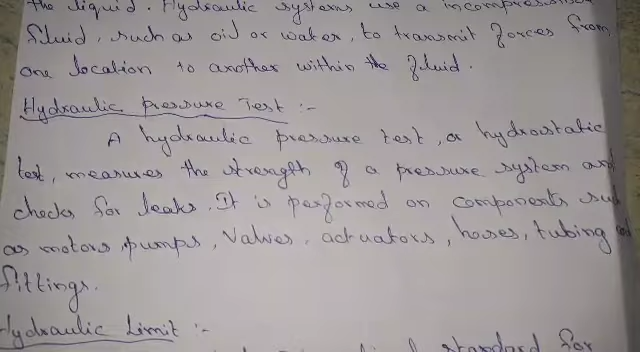 the liquid. Hydraulic systems use a incompressible
fluid, such as oil or water, to transmit forces from
one location to another within the fluid.
Hydraulic pressure Test :-
A hydraulic pressure test, or hydrostatic
test, measures the strength of a pressure system and
checks for leaks. It is performed on components such
as motors, pumps, Valves, actuators, hoses, tubing and
fittings.
Hydraulic Limit :-
standard for